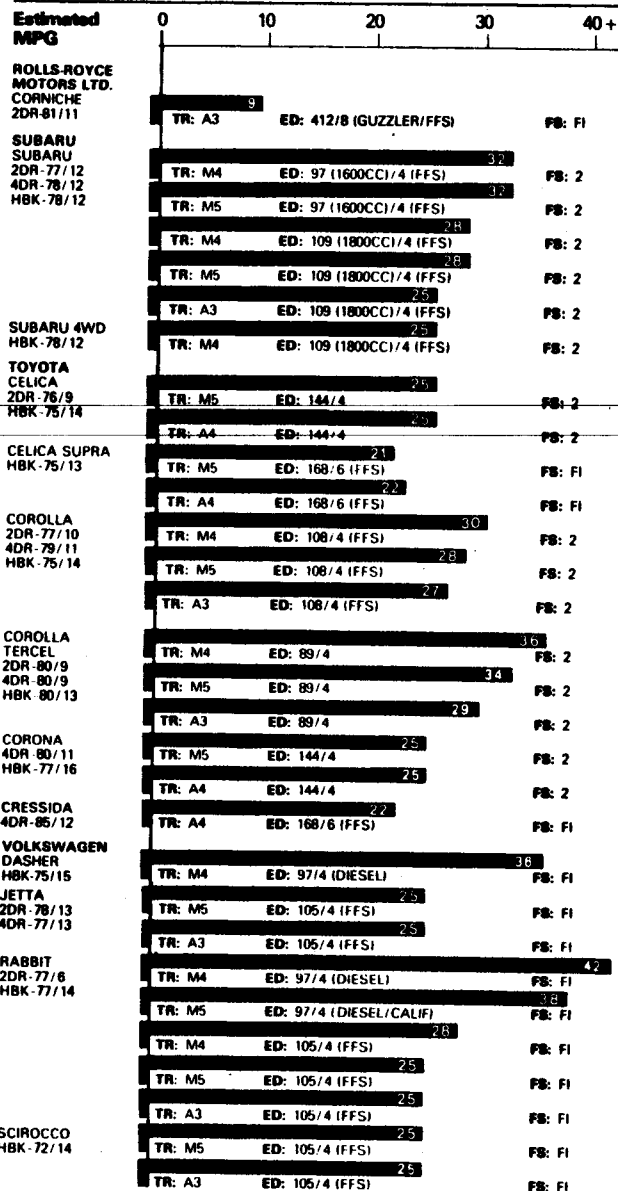 Estimated MPG 0 10 20 30 40 +
ROLLS-ROYCE
MOTORS LTD.
CORNICHE 9
2DR-81/11 TR: A3 ED: 412/8 (GUZZLER/FFS) FS: FI
SUBARU
SUBARU 32
2DR-77/12 TR: M4 ED: 97 (1600CC)/4 (FFS) FS: 2
4DR-78/12 32
HBK-78/12 TR: M5 ED: 97 (1600CC)/4 (FFS) FS: 2
28
TR: M4 ED: 109 (1800CC)/4 (FFS) FS: 2
28
TR: M5 ED: 109 (1800CC)/4 (FFS) FS: 2
25
TR: A3 ED: 109 (1800CC)/4 (FFS) FS: 2
SUBARU 4WD 25
HBK-78/12 TR: M4 ED: 109 (1800CC)/4 (FFS) FS: 2
TOYOTA
CELICA 25
2DR-76/9 TR: M5 ED: 144/4 FS: 2
HBK-75/14 25
TR: A4 ED: 144/4 FS: 2
CELICA SUPRA 21
HBK-75/13 TR: M5 ED: 168/6 (FFS) FS: FI
22
TR: A4 ED: 168/6 (FFS) FS: FI
COROLLA 30
2DR-77/10 TR: M4 ED: 108/4 (FFS) FS: 2
4DR-79/11 28
HBK-75/14 TR: M5 ED: 108/4 (FFS) FS: 2
27
TR: A3 ED: 108/4 (FFS) FS: 2
COROLLA 36
TERCEL TR: M4 ED: 89/4 FS: 2
2DR-80/9 34
4DR-80/9 TR: M5 ED: 89/4 FS: 2
HBK-80/13 29
TR: A3 ED: 89/4 FS: 2
CORONA 25
4DR-80/11 TR: M5 ED: 144/4 FS: 2
HBK-77/16 25
TR: A4 ED: 144/4 FS: 2
CRESSIDA 22
4DR-85/12 TR: A4 ED: 168/6 (FFS) FS: FI
VOLKSWAGEN
DASHER 36
HBK-75/15 TR: M4 ED: 97/4 (DIESEL) FS: FI
JETTA 25
2DR-78/13 TR: M5 ED: 105/4 (FFS) FS: FI
4DR-77/13 25
TR: A3 ED: 105/4 (FFS) FS: FI
RABBIT 42
2DR-77/6 TR: M4 ED: 97/4 (DIESEL) FS: FI
HBK-77/14 38
TR: M5 ED: 97/4 (DIESEL/CALIF) FS: FI
28
TR: M4 ED: 105/4 (FFS) FS: FI
25
TR: M5 ED: 105/4 (FFS) FS: FI
25
TR: A3 ED: 105/4 (FFS) FS: FI
SCIROCCO 25
HBK-72/14 TR: M5 ED: 105/4 (FFS) FS: FI
25
TR: A3 ED: 105/4 (FFS) FS: FI